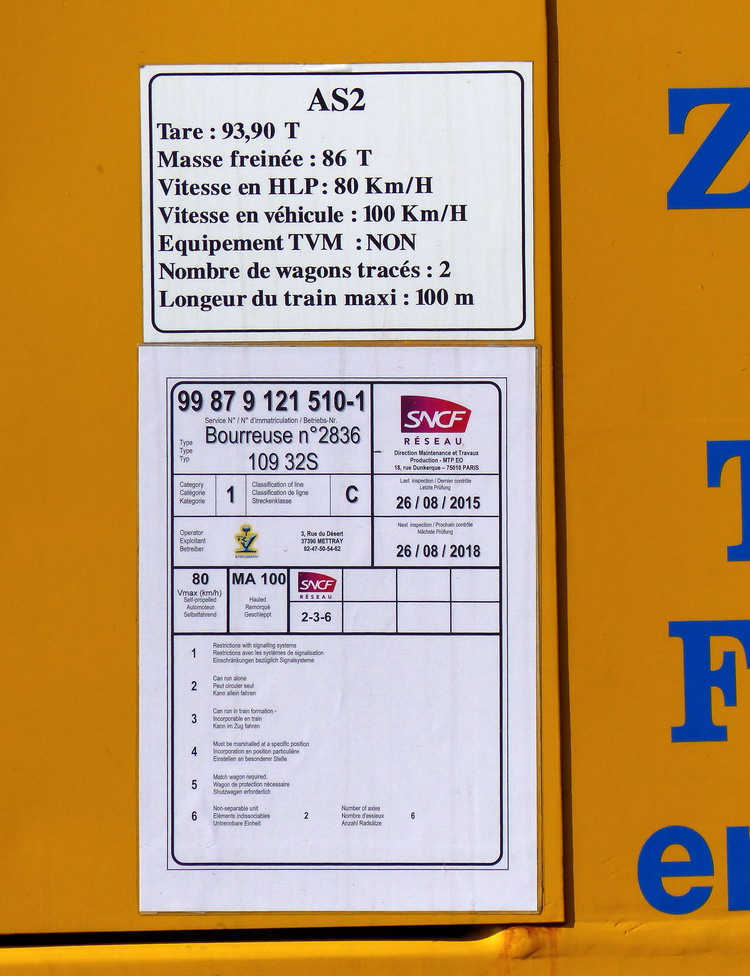 AS2
Tare : 93,90 T
Masse freinée : 86 T
Vitesse en HLP : 80 Km/H
Vitesse en véhicule : 100 Km/H
Equipement TVM : NON
Nombre de wagons tracés : 2
Longeur du train maxi : 100 m
99 87 9 121 510-1
Service N° / N° d'immatriculation / Betriebs-Nr.
Type
Type
Typ
Bourreuse n°2836
109 32S
SNCF
RÉSEAU
Direction Maintenance et Travaux
Production - MTP EO
18, rue Dunkerque – 75010 PARIS
Category
Catégorie
Kategorie
1
Classification of line
Classification de ligne
Streckenklasse
C
Last inspection / Dernier contrôle
Letzte Prüfung
26 / 08 / 2015
Operator
Exploitant
Betreiber
3, Rue du Désert
37390 METTRAY
02-47-50-54-62
Next inspection / Prochain contrôle
Nächste Prüfung
26 / 08 / 2018
80
Vmax (km/h)
Self-propelled
Automoteur
Selbstfahrend
MA 100
Hauled
Remorqué
Geschleppt
SNCF
RÉSEAU
2-3-6
1
Restrictions with signalling systems
Restrictions avec les systèmes de signalisation
Einschränkungen bezüglich Signalsysteme
2
Can run alone
Peut circuler seul
Kann allein fahren
3
Can run in train formation -
Incorporable en train
Kann im Zug fahren
4
Must be marshalled at a specific position
Incorporation en position particulière
Einstellen an besonderer Stelle
5
Match wagon required
Wagon de protection nécessaire
Shutzwagen erforderlich
6
Non-separable unit
Eléments indissociables
Untrennbare Einheit
2
Number of axles
Nombre d'essieux
Anzahl Radsätze
6
Z
T
F
e